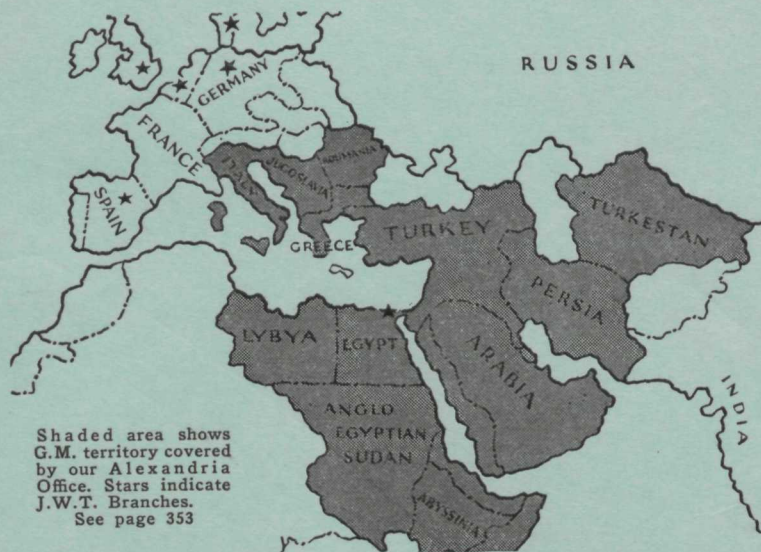 RUSSIA
GERMANY
FRANCE
SPAIN
ITALY
JUGOSLAVIA
ROUMANIA
GREECE
TURKEY
TURKESTAN
PERSIA
LYBYA
EGYPT
ARABIA
INDIA
ANGLO
EGYPTIAN
SUDAN
ABYSSINIA
Shaded area shows
G.M. territory covered
by our Alexandria
Office. Stars indicate
J.W.T. Branches.
See page 353